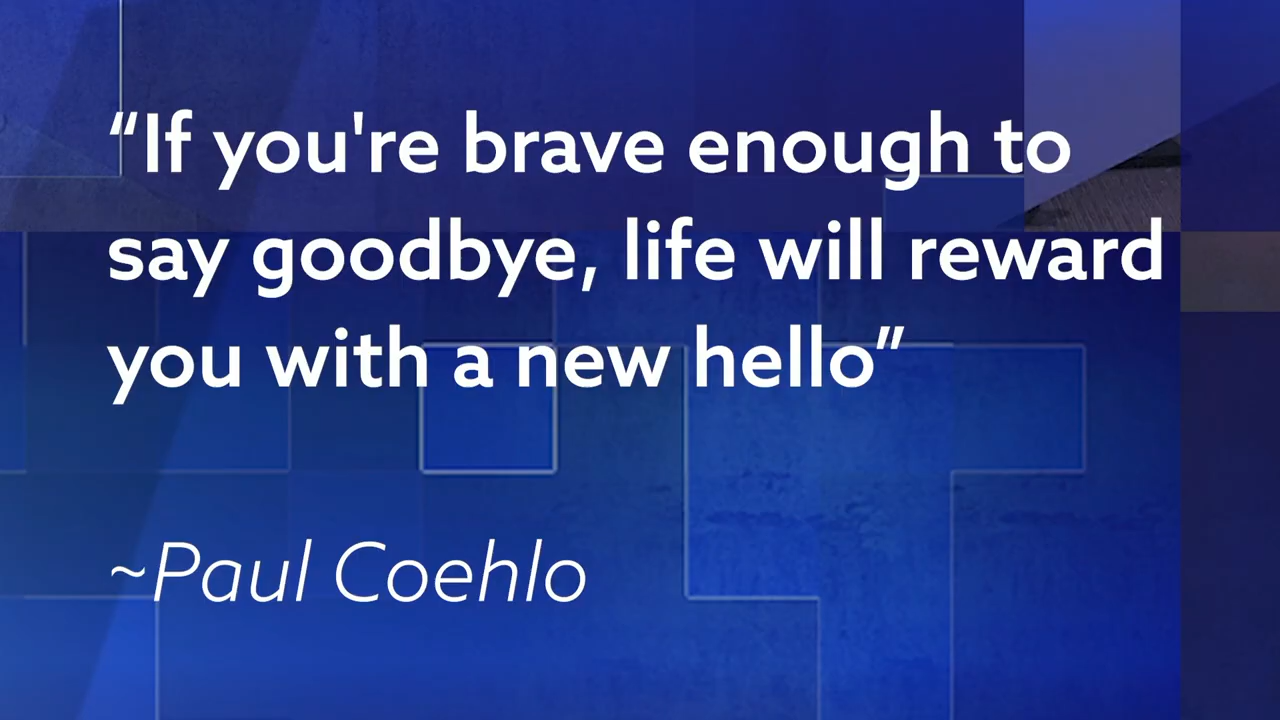 “If you're brave enough to
say goodbye, life will reward
you with a new hello”
~Paul Coehlo